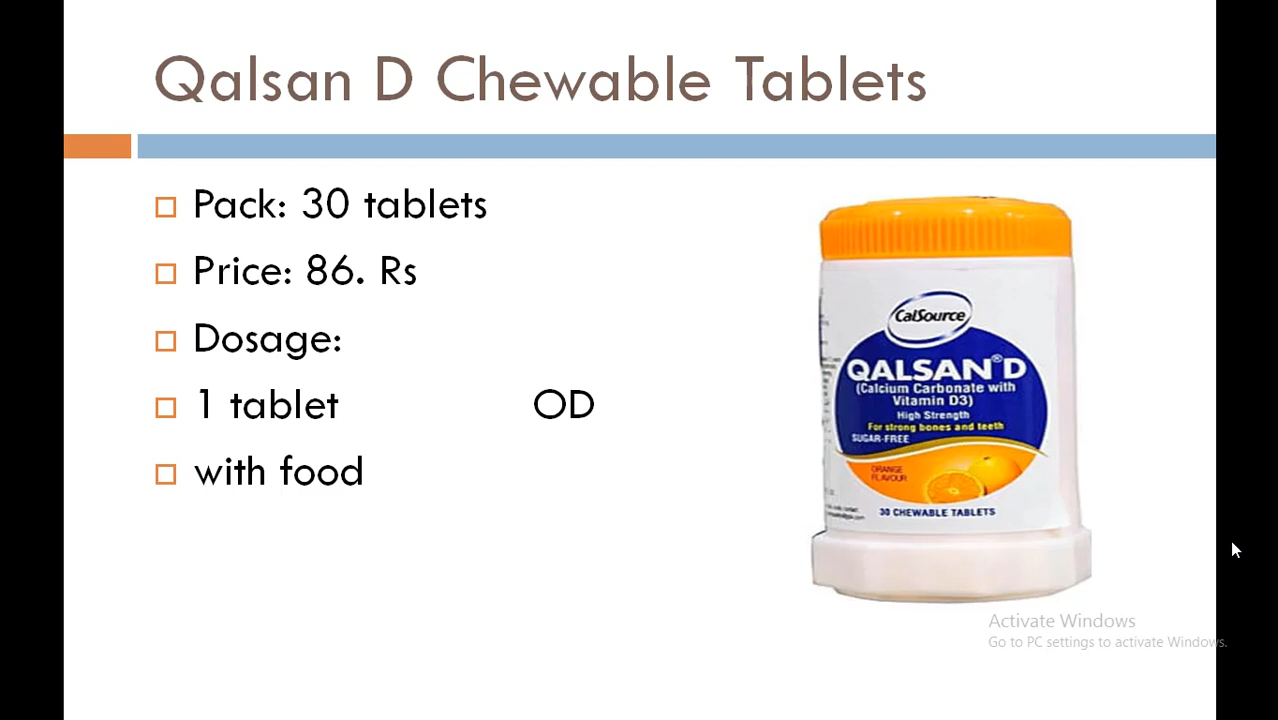 Qalsan D Chewable Tablets
Pack: 30 tablets
Price: 86. Rs
Dosage:
1 tablet OD
with food
CalSource
QALSAN® D
(Calcium Carbonate with
Vitamin D3)
High Strength
For strong bones and teeth
SUGAR-FREE
ORANGE
FLAVOUR
30 CHEWABLE TABLETS
Activate Windows
Go to PC settings to activate Windows.